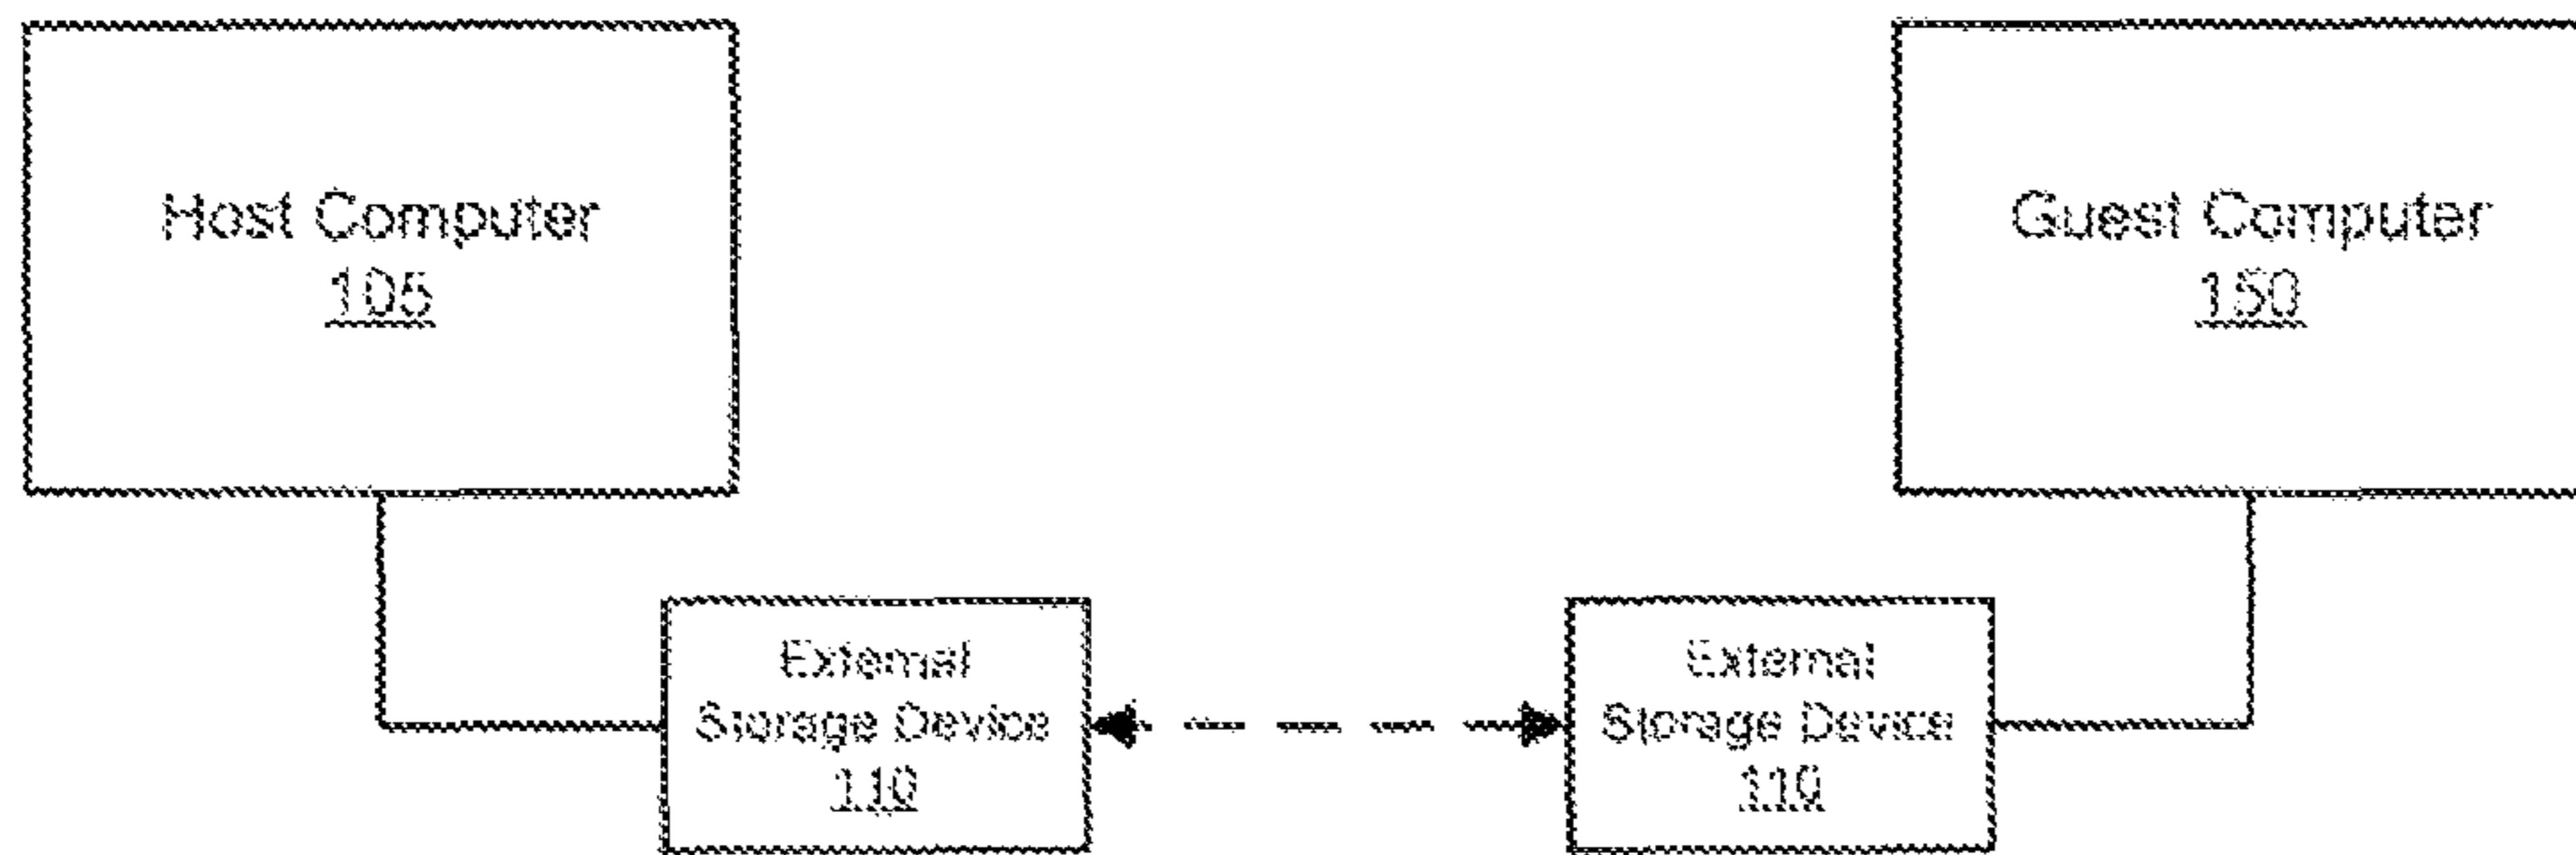 Host Computer
105
Guest Computer
150
External
Storage Device
110
External
Storage Device
110